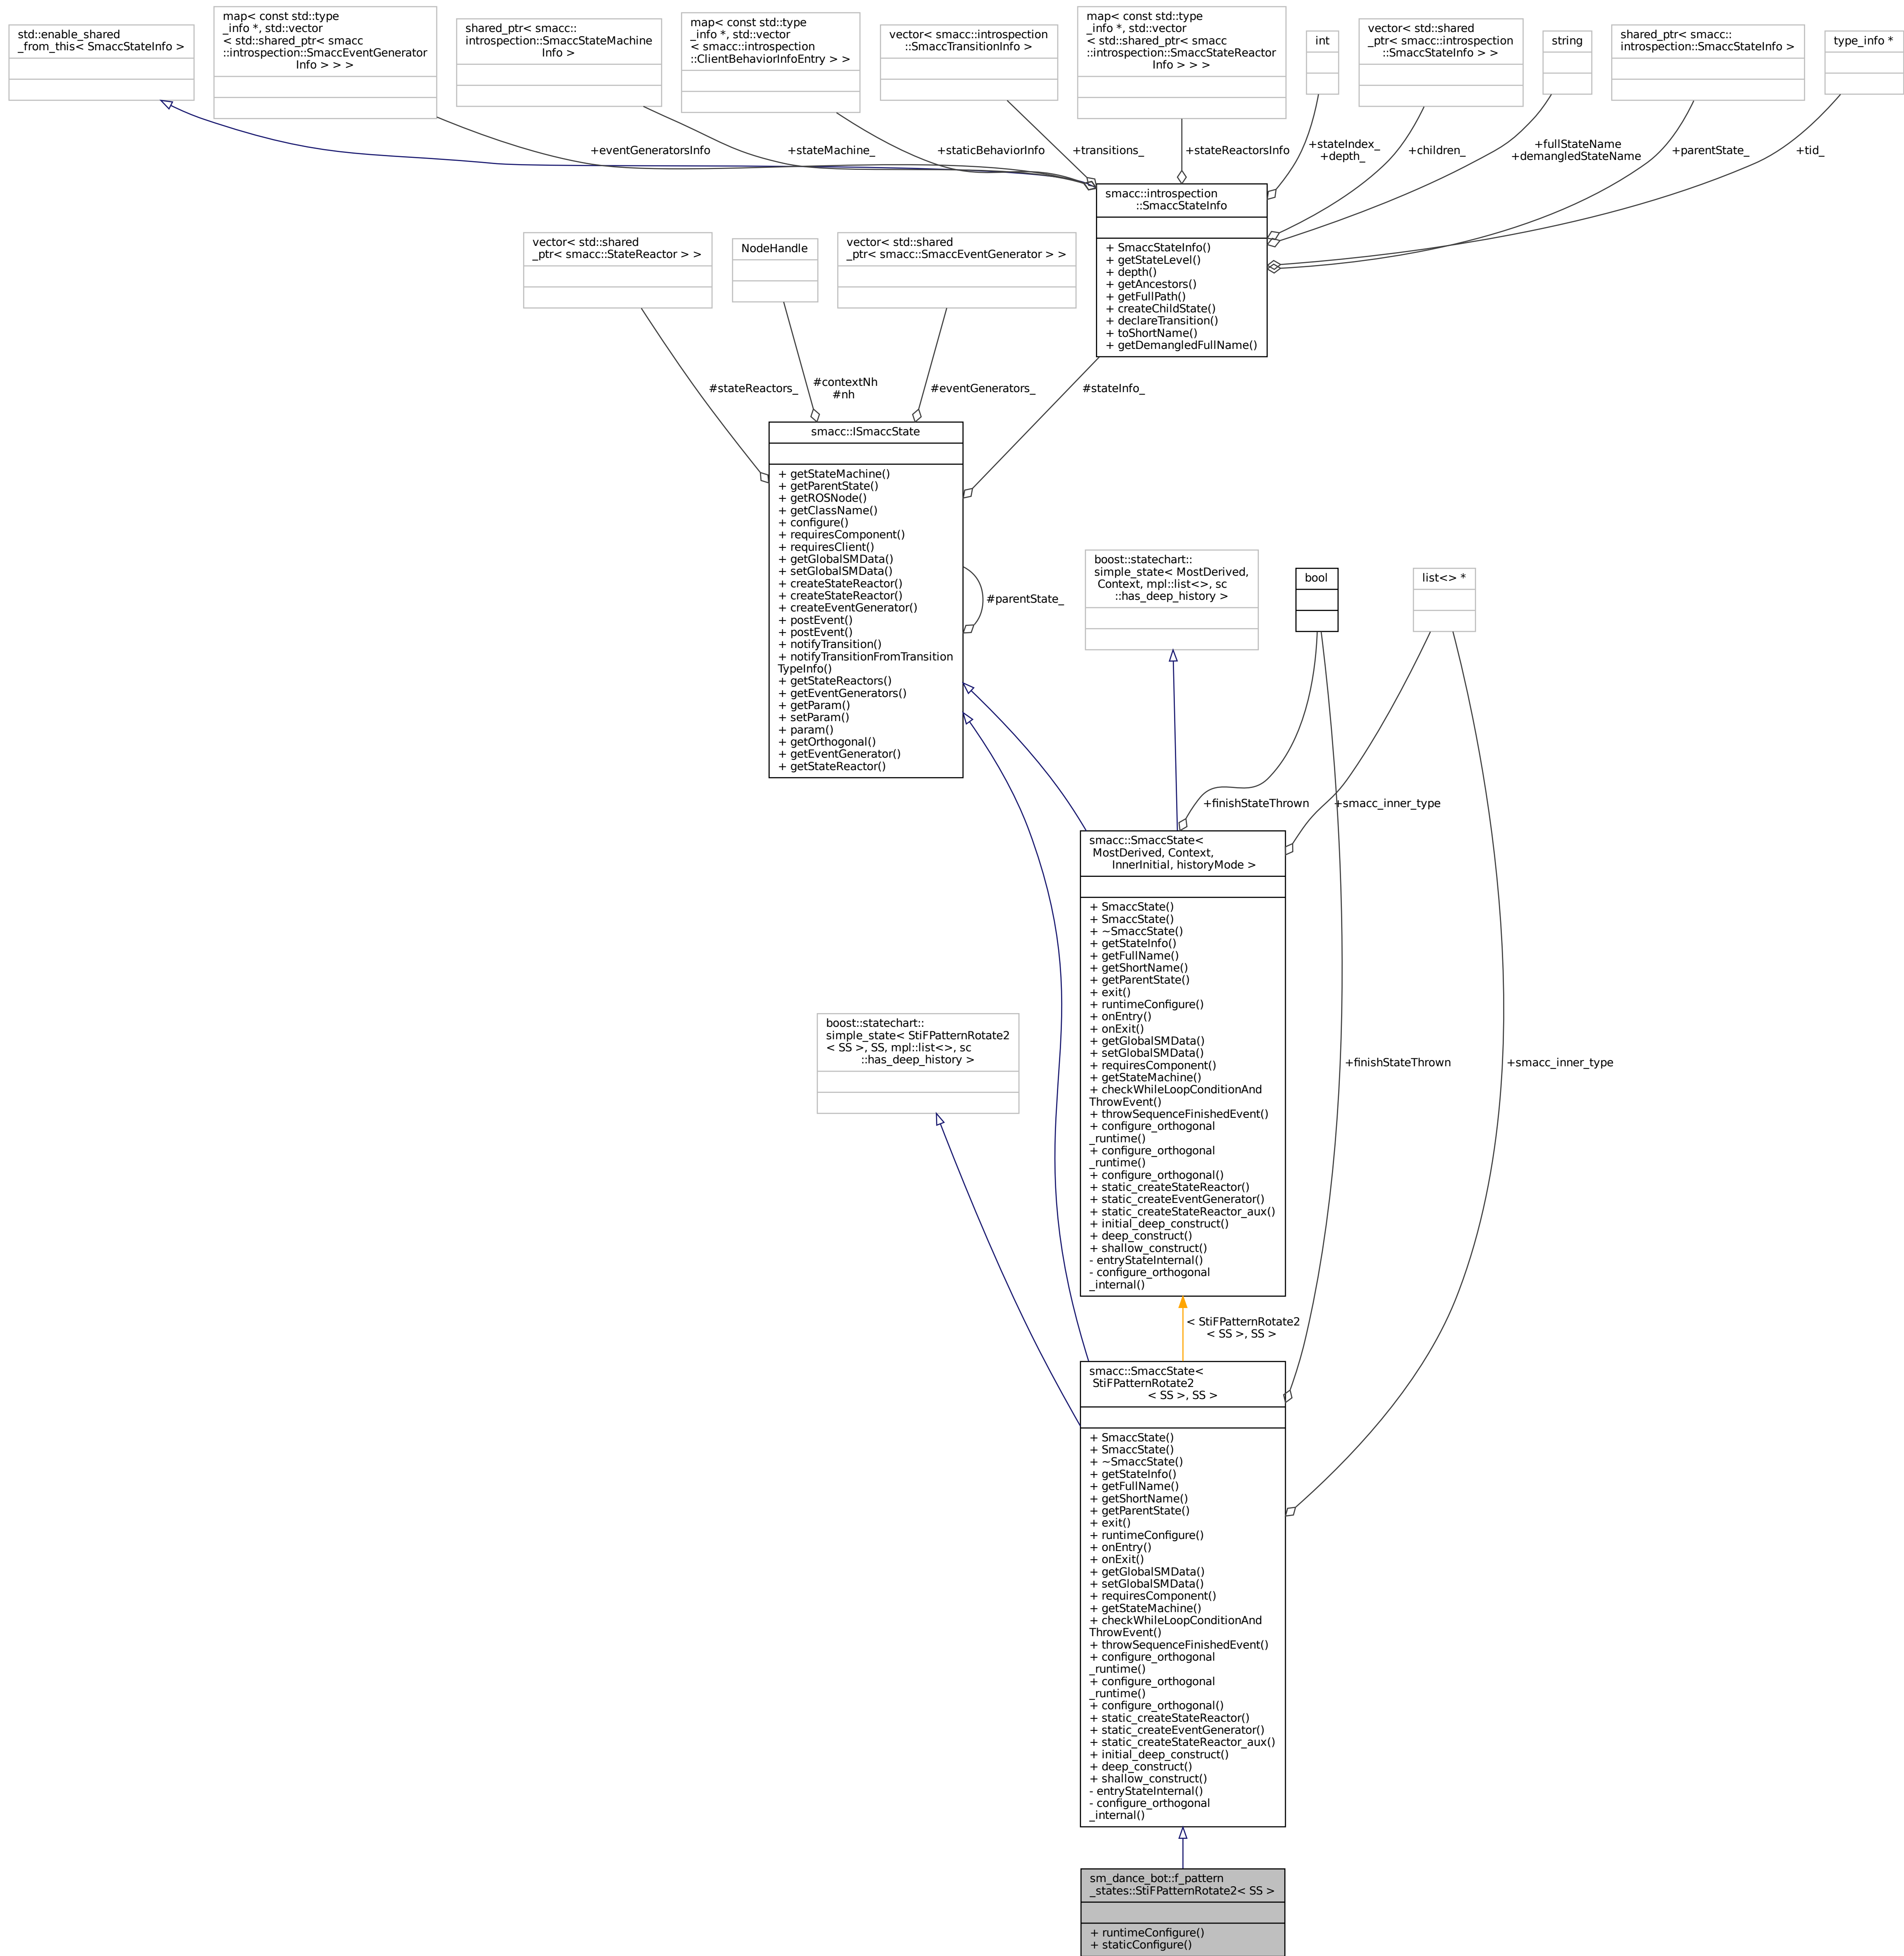 std::enable_shared
_from_this< SmaccStateInfo >
map< const std::type
_info *, std::vector
< std::shared_ptr< smacc
::introspection::SmaccEventGenerator
Info > > >
shared_ptr< smacc::
introspection::SmaccStateMachine
Info >
map< const std::type
_info *, std::vector
< smacc::introspection
::ClientBehaviorInfoEntry > >
vector< smacc::introspection
::SmaccTransitionInfo >
map< const std::type
_info *, std::vector
< std::shared_ptr< smacc
::introspection::SmaccStateReactor
Info > > >
int
vector< std::shared
_ptr< smacc::introspection
::SmaccStateInfo > >
string
shared_ptr< smacc::
introspection::SmaccStateInfo >
type_info *
+eventGeneratorsInfo
+stateMachine_
+staticBehaviorInfo
+transitions_
+stateReactorsInfo
+stateIndex_
+depth_
+children_
+fullStateName
+demangledStateName
+parentState_
+tid_
smacc::introspection
::SmaccStateInfo
+ SmaccStateInfo()
+ getStateLevel()
+ depth()
+ getAncestors()
+ getFullPath()
+ createChildState()
+ declareTransition()
+ toShortName()
+ getDemangledFullName()
vector< std::shared
_ptr< smacc::StateReactor > >
NodeHandle
vector< std::shared
_ptr< smacc::SmaccEventGenerator > >
#stateReactors_
#contextNh
#nh
#eventGenerators_
#stateInfo_
smacc::ISmaccState
+ getStateMachine()
+ getParentState()
+ getROSNode()
+ getClassName()
+ configure()
+ requiresComponent()
+ requiresClient()
+ getGlobalSMData()
+ setGlobalSMData()
+ createStateReactor()
+ createStateReactor()
+ createEventGenerator()
+ postEvent()
+ postEvent()
+ notifyTransition()
+ notifyTransitionFromTransition
TypeInfo()
+ getStateReactors()
+ getEventGenerators()
+ getParam()
+ setParam()
+ param()
+ getOrthogonal()
+ getEventGenerator()
+ getStateReactor()
#parentState_
boost::statechart::
simple_state< MostDerived,
Context, mpl::list<>, sc
::has_deep_history >
bool
list<> *
+finishStateThrown
+smacc_inner_type
smacc::SmaccState<
MostDerived, Context,
InnerInitial, historyMode >
+ SmaccState()
+ SmaccState()
+ ~SmaccState()
+ getStateInfo()
+ getFullName()
+ getShortName()
+ getParentState()
+ exit()
+ runtimeConfigure()
+ onEntry()
+ onExit()
+ getGlobalSMData()
+ setGlobalSMData()
+ requiresComponent()
+ getStateMachine()
+ checkWhileLoopConditionAnd
ThrowEvent()
+ throwSequenceFinishedEvent()
+ configure_orthogonal
_runtime()
+ configure_orthogonal
_runtime()
+ configure_orthogonal()
+ static_createStateReactor()
+ static_createEventGenerator()
+ static_createStateReactor_aux()
+ initial_deep_construct()
+ deep_construct()
+ shallow_construct()
- entryStateInternal()
- configure_orthogonal
_internal()
boost::statechart::
simple_state< StiFPatternRotate2
< SS >, SS, mpl::list<>, sc
::has_deep_history >
+finishStateThrown
+smacc_inner_type
< StiFPatternRotate2
< SS >, SS >
smacc::SmaccState<
StiFPatternRotate2
< SS >, SS >
+ SmaccState()
+ SmaccState()
+ ~SmaccState()
+ getStateInfo()
+ getFullName()
+ getShortName()
+ getParentState()
+ exit()
+ runtimeConfigure()
+ onEntry()
+ onExit()
+ getGlobalSMData()
+ setGlobalSMData()
+ requiresComponent()
+ getStateMachine()
+ checkWhileLoopConditionAnd
ThrowEvent()
+ throwSequenceFinishedEvent()
+ configure_orthogonal
_runtime()
+ configure_orthogonal
_runtime()
+ configure_orthogonal()
+ static_createStateReactor()
+ static_createEventGenerator()
+ static_createStateReactor_aux()
+ initial_deep_construct()
+ deep_construct()
+ shallow_construct()
- entryStateInternal()
- configure_orthogonal
_internal()
sm_dance_bot::f_pattern
_states::StiFPatternRotate2< SS >
+ runtimeConfigure()
+ staticConfigure()